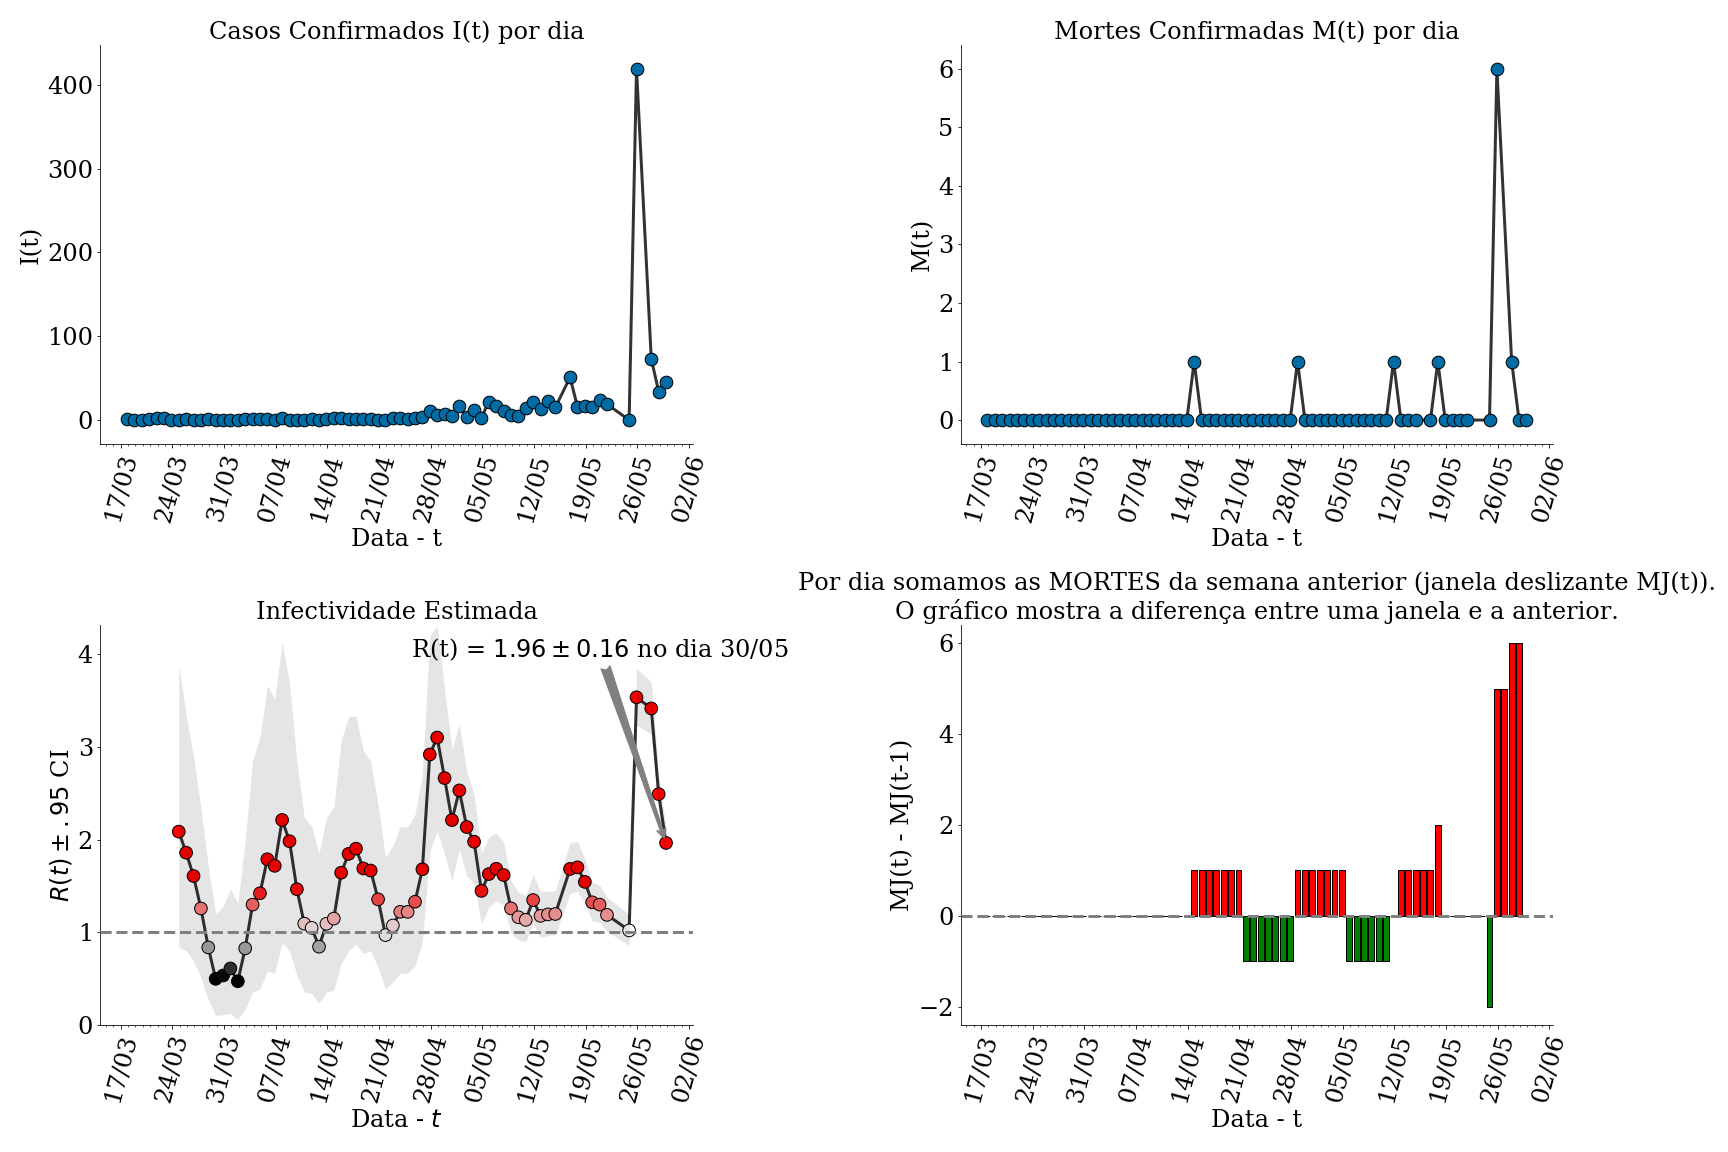 Casos Confirmados I(t) por dia
I(t)
400
300
200
100
0
17/03 24/03 31/03 07/04 14/04 21/04 28/04 05/05 12/05 19/05 26/05 02/06
Data - t
Mortes Confirmadas M(t) por dia
M(t)
6
5
4
3
2
1
0
17/03 24/03 31/03 07/04 14/04 21/04 28/04 05/05 12/05 19/05 26/05 02/06
Data - t
Infectividade Estimada
R(t) = 1.96 ± 0.16 no dia 30/05
R(t) ± .95 CI
4
3
2
1
0
17/03 24/03 31/03 07/04 14/04 21/04 28/04 05/05 12/05 19/05 26/05 02/06
Data - t
Por dia somamos as MORTES da semana anterior (janela deslizante MJ(t)).
O gráfico mostra a diferença entre uma janela e a anterior.
MJ(t) - MJ(t-1)
6
4
2
0
−2
17/03 24/03 31/03 07/04 14/04 21/04 28/04 05/05 12/05 19/05 26/05 02/06
Data - t